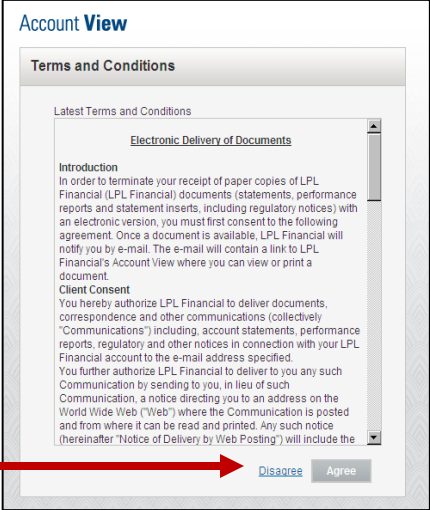 Account View
Terms and Conditions
Latest Terms and Conditions
Electronic Delivery of Documents
Introduction
In order to terminate your receipt of paper copies of LPL
Financial (LPL Financial) documents (statements, performance
reports and statement inserts, including regulatory notices) with
an electronic version, you must first consent to the following
agreement. Once a document is available, LPL Financial will
notify you by e-mail. The e-mail will contain a link to LPL
Financial's Account View where you can view or print a
document.
Client Consent
You hereby authorize LPL Financial to deliver documents,
correspondence and other communications (collectively
"Communications") including, account statements, performance
reports, regulatory and other notices in connection with your LPL
Financial account to the e-mail address specified.
You further authorize LPL Financial to deliver to you any such
Communication by sending to you, in lieu of such
Communication, a notice directing you to an address on the
World Wide Web ("Web") where the Communication is posted
and from where it can be read and printed. Any such notice
(hereinafter "Notice of Delivery by Web Posting") will include the
Disagree Agree